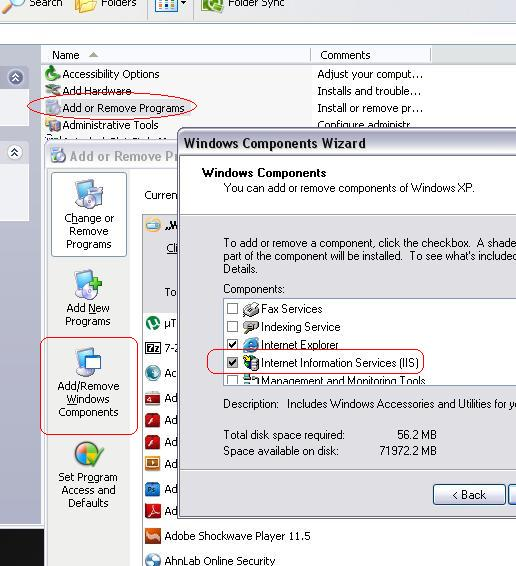 Search
Folders
Folder Sync
Name
Comments
Accessibility Options
Adjust your comput...
Add Hardware
Installs and trouble...
Add or Remove Programs
Install or remove pr...
Administrative Tools
Configure administr...
Add or Remove Pr
Change or
Remove
Programs
Add New
Programs
Add/Remove
Windows
Components
Set Program
Access and
Defaults
Curren
"W
Cli
To
µT
7-
Ac
Ad
Ad
Ad
Ad
Ad
Ad
Adobe Shockwave Player 11.5
AhnLab Online Security
Windows Components Wizard
Windows Components
You can add or remove components of Windows XP.
To add or remove a component, click the checkbox. A shade
part of the component will be installed. To see what's included
Details.
Components:
Fax Services
Indexing Service
Internet Explorer
Internet Information Services (IIS)
Management and Monitoring Tools
Description: Includes Windows Accessories and Utilities for yo
Total disk space required: 56.2 MB
Space available on disk: 71972.2 MB
< Back